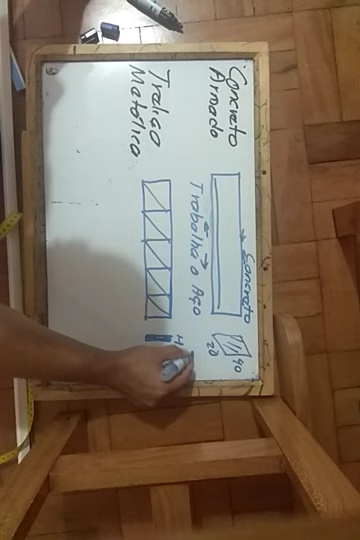 Concreto
Armado
Concreto
Trabalha o Aço
40
20
Treliça
Metálica